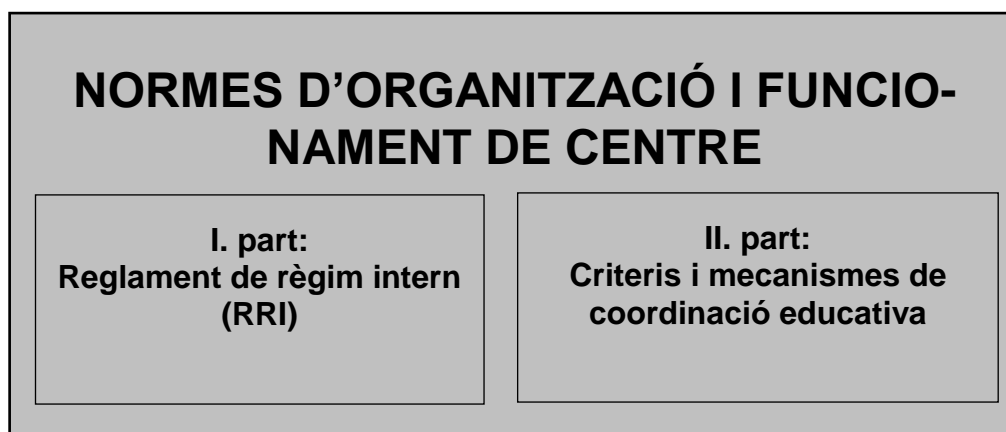 NORMES D’ORGANITZACIÓ I FUNCIO-
NAMENT DE CENTRE
I. part:
Reglament de règim intern
(RRI)
II. part:
Criteris i mecanismes de
coordinació educativa